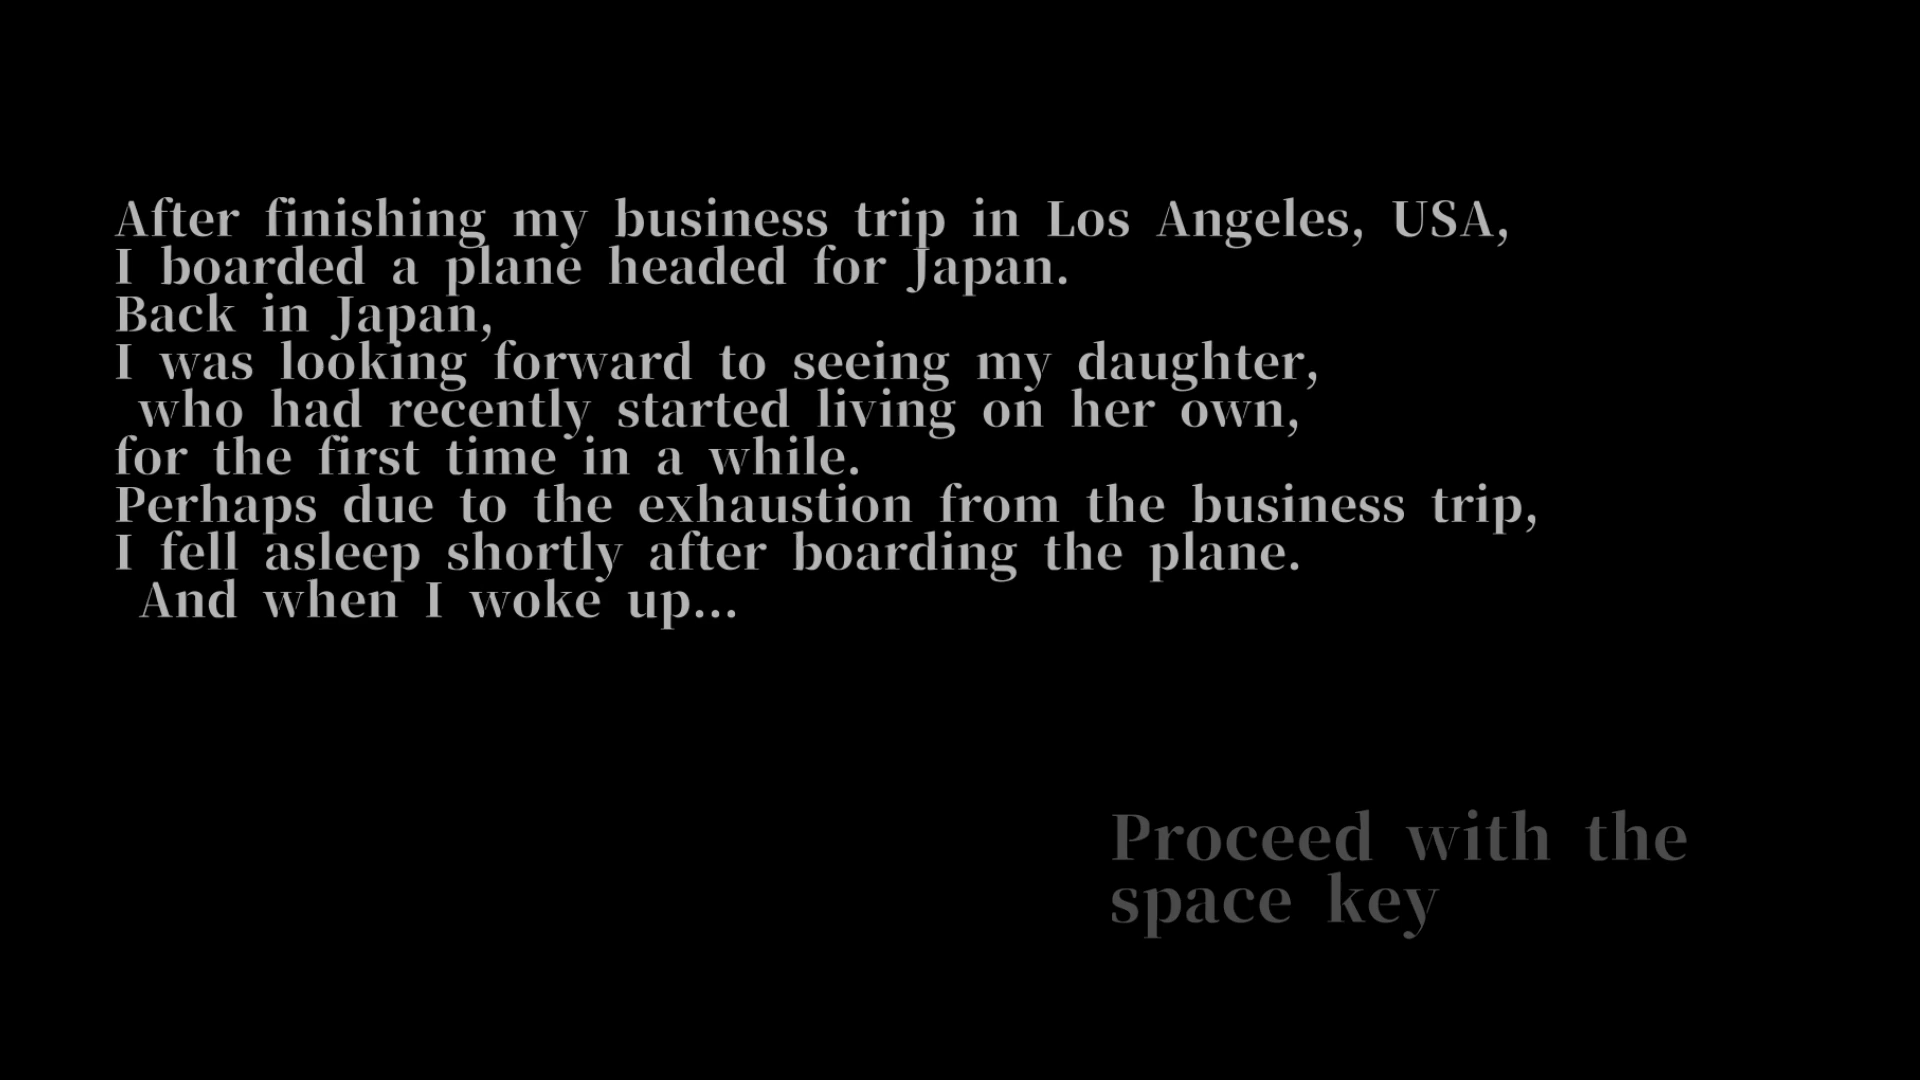 After finishing my business trip in Los Angeles, USA,
I boarded a plane headed for Japan.
Back in Japan,
I was looking forward to seeing my daughter,
who had recently started living on her own,
for the first time in a while.
Perhaps due to the exhaustion from the business trip,
I fell asleep shortly after boarding the plane.
And when I woke up...
Proceed with the
space key